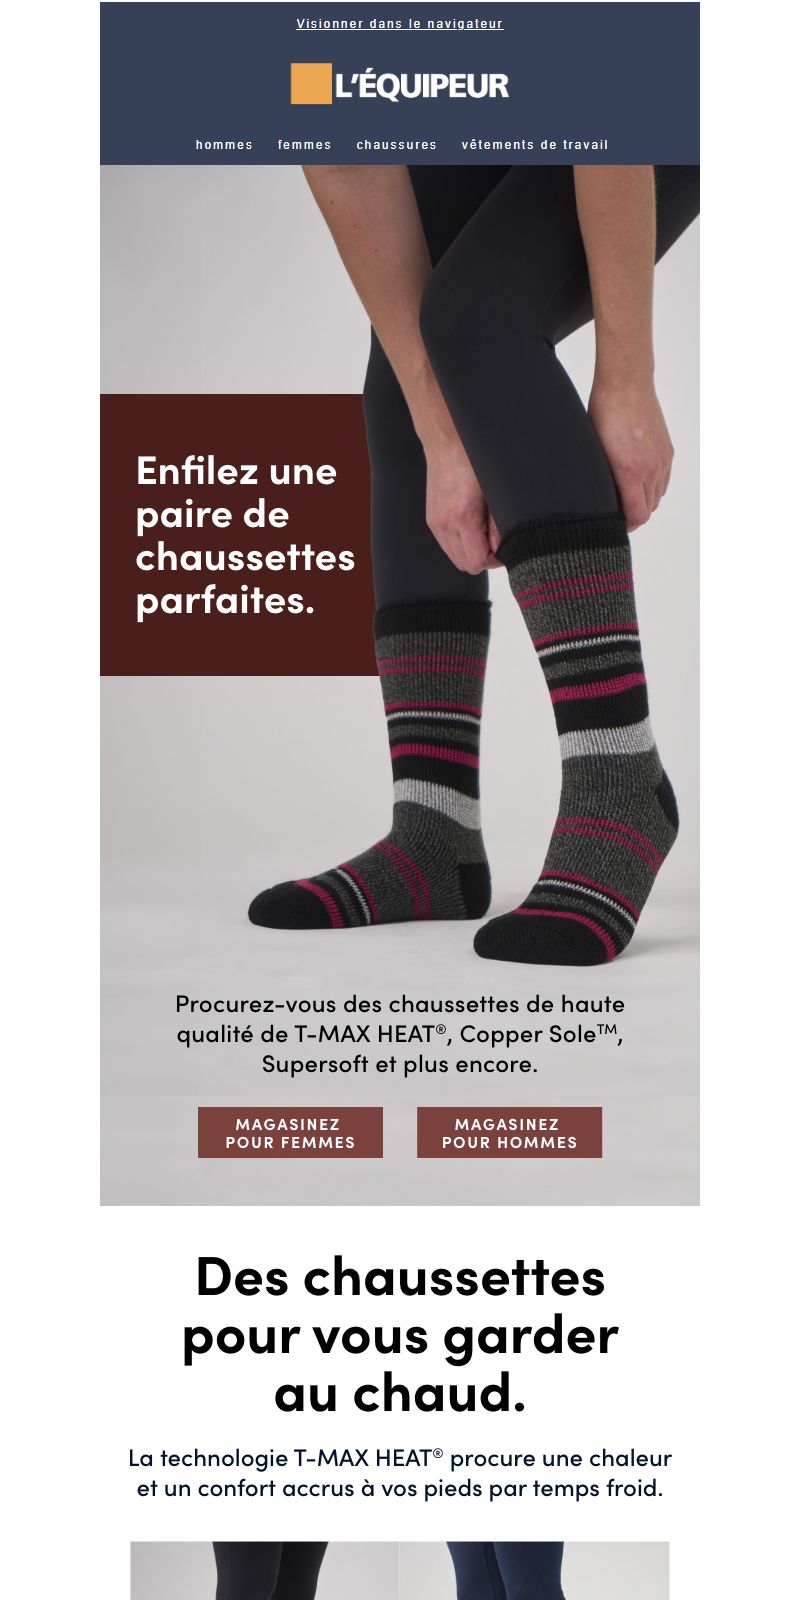 Visionner dans le navigateur
L'ÉQUIPEUR
hommes femmes chaussures vêtements de travail
Enfilez une
paire de
chaussettes
parfaites.
Procurez-vous des chaussettes de haute
qualité de T-MAX HEAT®, Copper Sole™,
Supersoft et plus encore.
MAGASINEZ
POUR FEMMES
MAGASINEZ
POUR HOMMES
Des chaussettes
pour vous garder
au chaud.
La technologie T-MAX HEAT® procure une chaleur
et un confort accrus à vos pieds par temps froid.